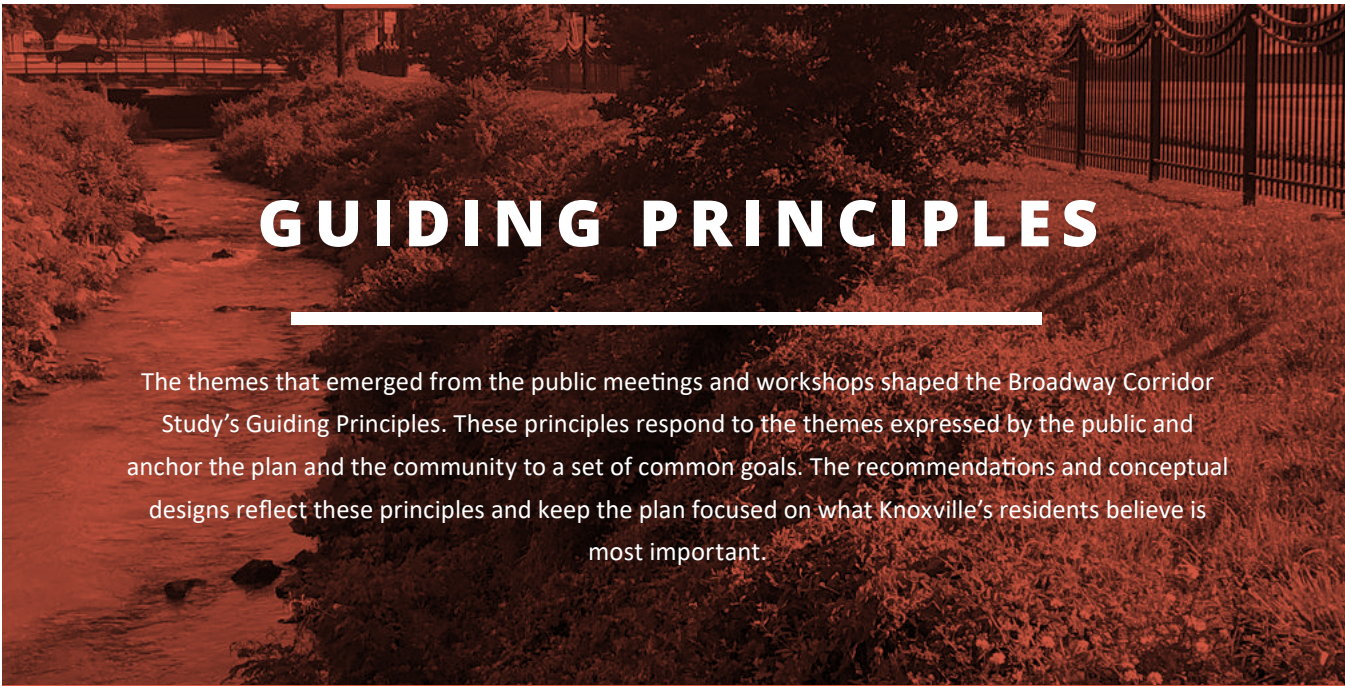 GUIDING PRINCIPLES
The themes that emerged from the public meetings and workshops shaped the Broadway Corridor
Study’s Guiding Principles. These principles respond to the themes expressed by the public and
anchor the plan and the community to a set of common goals. The recommendations and conceptual
designs reflect these principles and keep the plan focused on what Knoxville’s residents believe is
most important.